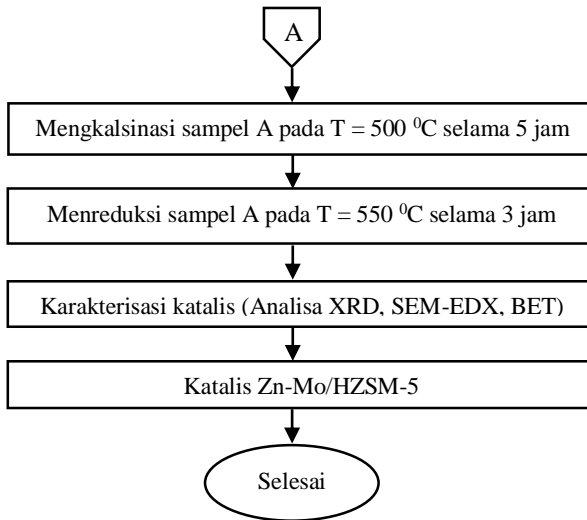 A
Mengkalsinasi sampel A pada T = 500 ⁰C selama 5 jam
Menreduksi sampel A pada T = 550 ⁰C selama 3 jam
Karakterisasi katalis (Analisa XRD, SEM-EDX, BET)
Katalis Zn-Mo/HZSM-5
Selesai